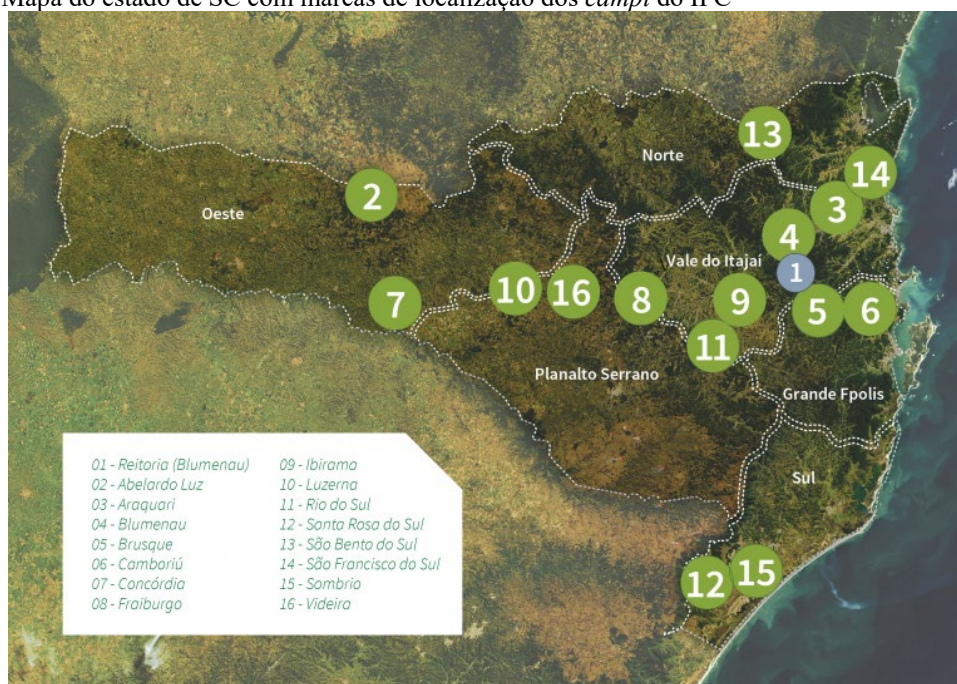 Mapa do estado de SC com marcas de localização dos campi do IFC
13
Norte
14
2
3
Oeste
4
Vale do Itajaí
1
10
16
8
9
7
5
6
11
Planalto Serrano
Grande Fpolis
01 - Reitoria (Blumenau)
02 - Abelardo Luz
03 - Araquari
04 - Blumenau
05 - Brusque
06 - Camboriú
07 - Concórdia
08 - Fraiburgo
09 - Ibirama
10 - Luzerna
11 - Rio do Sul
12 - Santa Rosa do Sul
13 - São Bento do Sul
14 - São Francisco do Sul
15 - Sombrio
16 - Videira
Sul
12
15